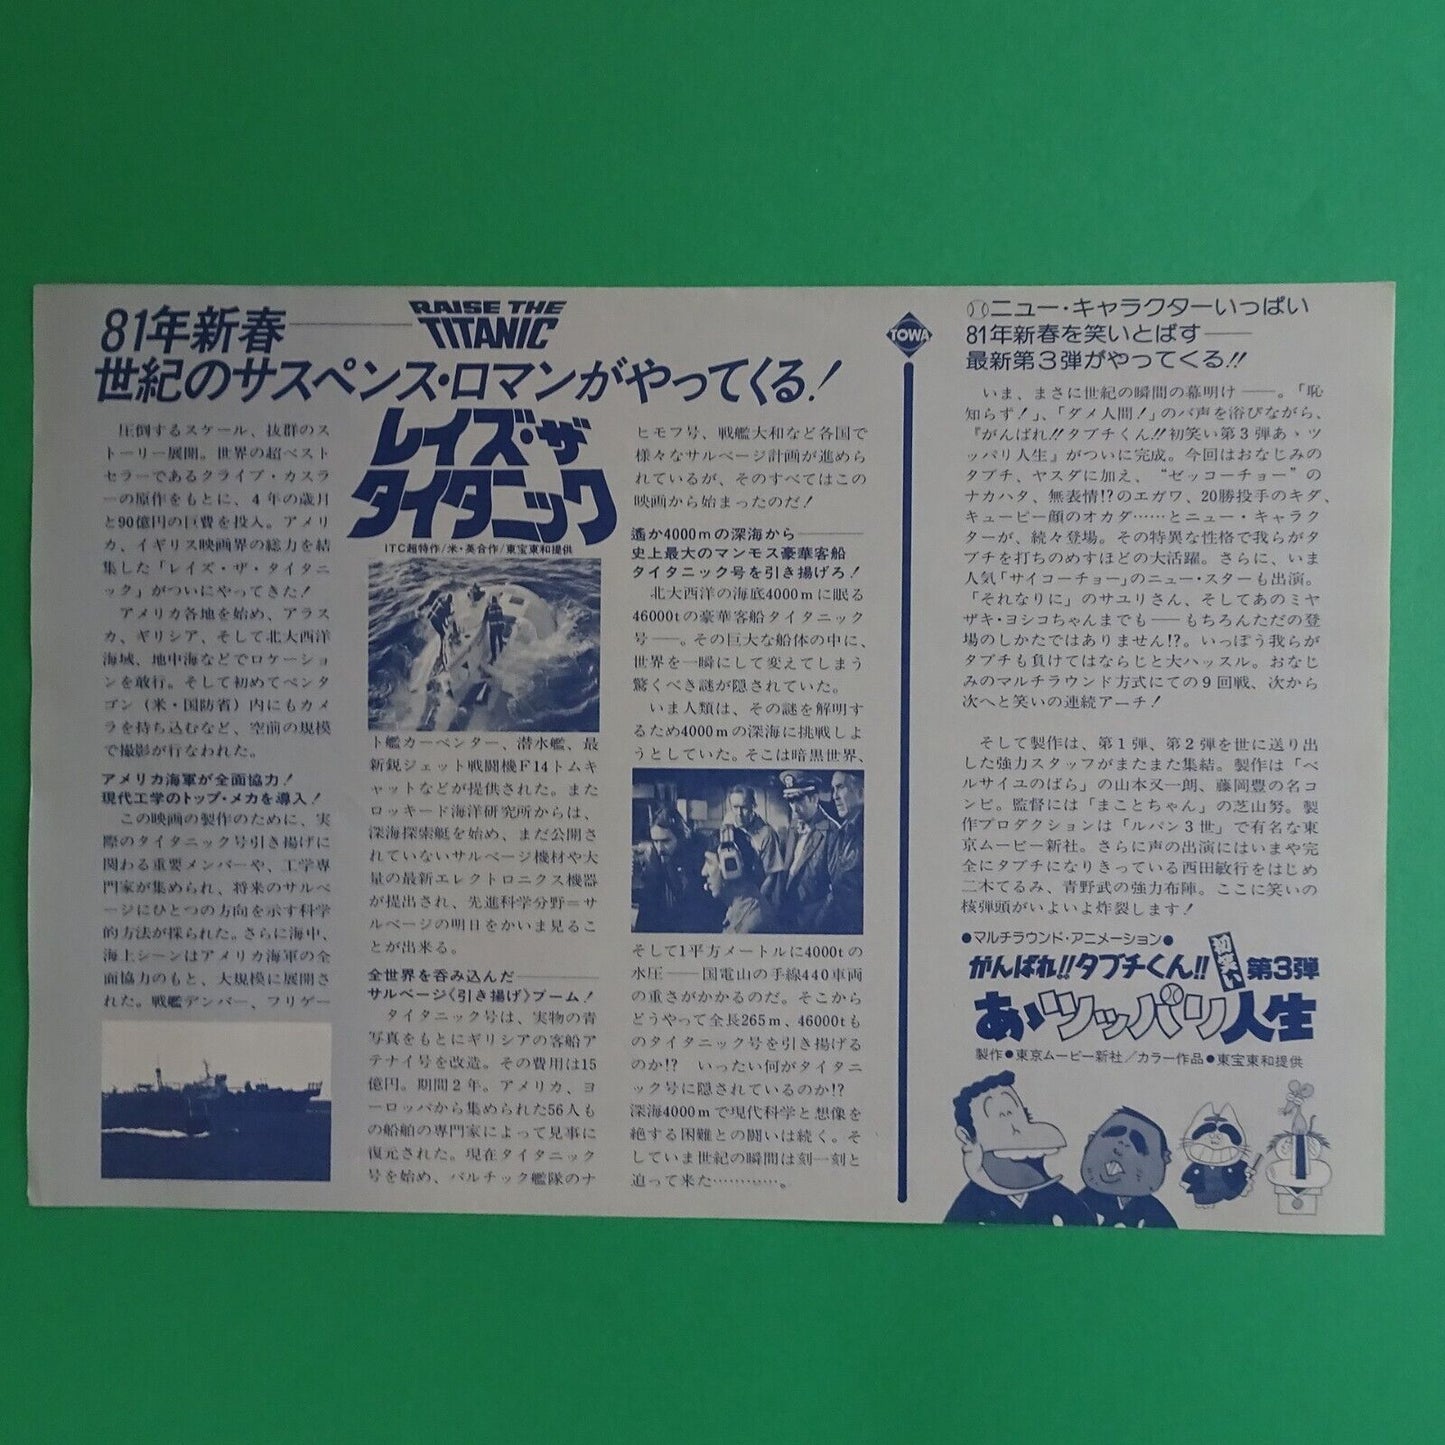 81年新春
RAISE THE
TITANIC
世紀のサスペンス・ロマンがやってくる!
レイズ・ザ
タイタニック
ITC超特作/米・英合作/東宝東和提供
圧倒するスケール、抜群のス
トーリー展開。世界の超ベスト
セラーであるクライブ・カスラ
ーの原作をもとに、4年の歳月
と90億円の巨費を投入。アメリ
カ、イギリス映画界の総力を結
集した「レイズ・ザ・タイタニ
ック」がついにやってきた!
アメリカ各地を始め、アラス
カ、ギリシア、そして北大西洋
海域、地中海などでロケーショ
ンを敢行。そして初めてペンタ
ゴン(米・国防省)内にもカメ
ラを持ち込むなど、空前の規模
で撮影が行なわれた。
アメリカ海軍が全面協力!
現代工学のトップ・メカを導入!
この映画の製作のために、実
際のタイタニック号引き揚げに
関わる重要メンバーや、工学専
門家が集められ、将来のサルベ
ージにひとつの方向を示す科学
的方法が採られた。さらに海中、
海上シーンはアメリカ海軍の全
面協力のもと、大規模に展開さ
れた。戦艦デンバー、フリゲー
ト艦カーペンター、潜水艦、最
新鋭ジェット戦闘機F14トムキ
ャットなどが提供された。また
ロッキード海洋研究所からは、
深海探索艇を始め、まだ公開さ
れていないサルベージ機材や大
量の最新エレクトロニクス機器
が提出され、先進科学分野=サ
ルベージの明日をかいま見るこ
とが出来る。
全世界を呑み込んだ——
サルベージ〈引き揚げ〉ブーム!
タイタニック号は、実物の青
写真をもとにギリシアの客船ア
テナイ号を改造。その費用は15
億円。期間2年。アメリカ、ヨ
ーロッパから集められた56人も
の船舶の専門家によって見事に
復元された。現在タイタニック
号を始め、バルチック艦隊のナ
ヒモフ号、戦艦大和など各国で
様々なサルベージ計画が進めら
れているが、そのすべてはこの
映画から始まったのだ!
遙か4000mの深海から——
史上最大のマンモス豪華客船
タイタニック号を引き揚げろ!
北大西洋の海底4000mに眠る
46000tの豪華客船タイタニック
号——。その巨大な船体の中に、
世界を一瞬にして変えてしまう
驚くべき謎が隠されていた。
いま人類は、その謎を解明す
るため4000mの深海に挑戦しよ
うとしていた。そこは暗黒世界、
そして1平方メートルに4000tの
水圧——国電山の手線440車両
の重さがかかるのだ。そこから
どうやって全長265m、46000tも
のタイタニック号を引き揚げる
のか!? いったい何がタイタニ
ック号に隠されているのか!?
深海4000mで現代科学と想像を
絶する困難との闘いは続く。そ
していま世紀の瞬間は刻一刻と
迫って来た…………。
TOWA
ニュー・キャラクターいっぱい
81年新春を笑いとばす——
最新第3弾がやってくる!!
いま、まさに世紀の瞬間の幕明け——。「恥
知らず!」、「ダメ人間!」のバ声を浴びながら、
『がんばれ!!タブチくん!!初笑い第3弾あゝツ
ッパリ人生』がついに完成。今回はおなじみの
タブチ、ヤスダに加え、“ゼッコーチョー”の
ナカハタ、無表情!?のエガワ、20勝投手のキダ、
キューピー顔のオカダ……とニュー・キャラク
ターが、続々登場。その特異な性格で我らがタ
ブチを打ちのめすほどの大活躍。さらに、いま
人気「サイコーチョー」のニュー・スターも出演。
「それなりに」のサユリさん、そしてあのミヤ
ザキ・ヨシコちゃんまでも——もちろんただの登
場のしかたではありません!?。いっぽう我らが
タブチも負けてはならじと大ハッスル。おなじ
みのマルチラウンド方式にての9回戦、次から
次へと笑いの連続アーチ!
そして製作は、第1弾、第2弾を世に送り出
した強力スタッフがまたまた集結。製作は「ベ
ルサイユのばら」の山本又一朗、藤岡豊の名コ
ンビ。監督には「まことちゃん」の芝山努。製
作プロダクションは「ルパン3世」で有名な東
京ムービー新社。さらに声の出演にはいまや完
全にタブチになりきっている西田敏行をはじめ
二木てるみ、青野武の強力布陣。ここに笑いの
核弾頭がいよいよ炸裂します!
●マルチラウンド・アニメーション●
がんばれ!!タブチくん!! 初笑い 第3弾
あゝツッパリ人生
製作●東京ムービー新社/カラー作品●東宝東和提供